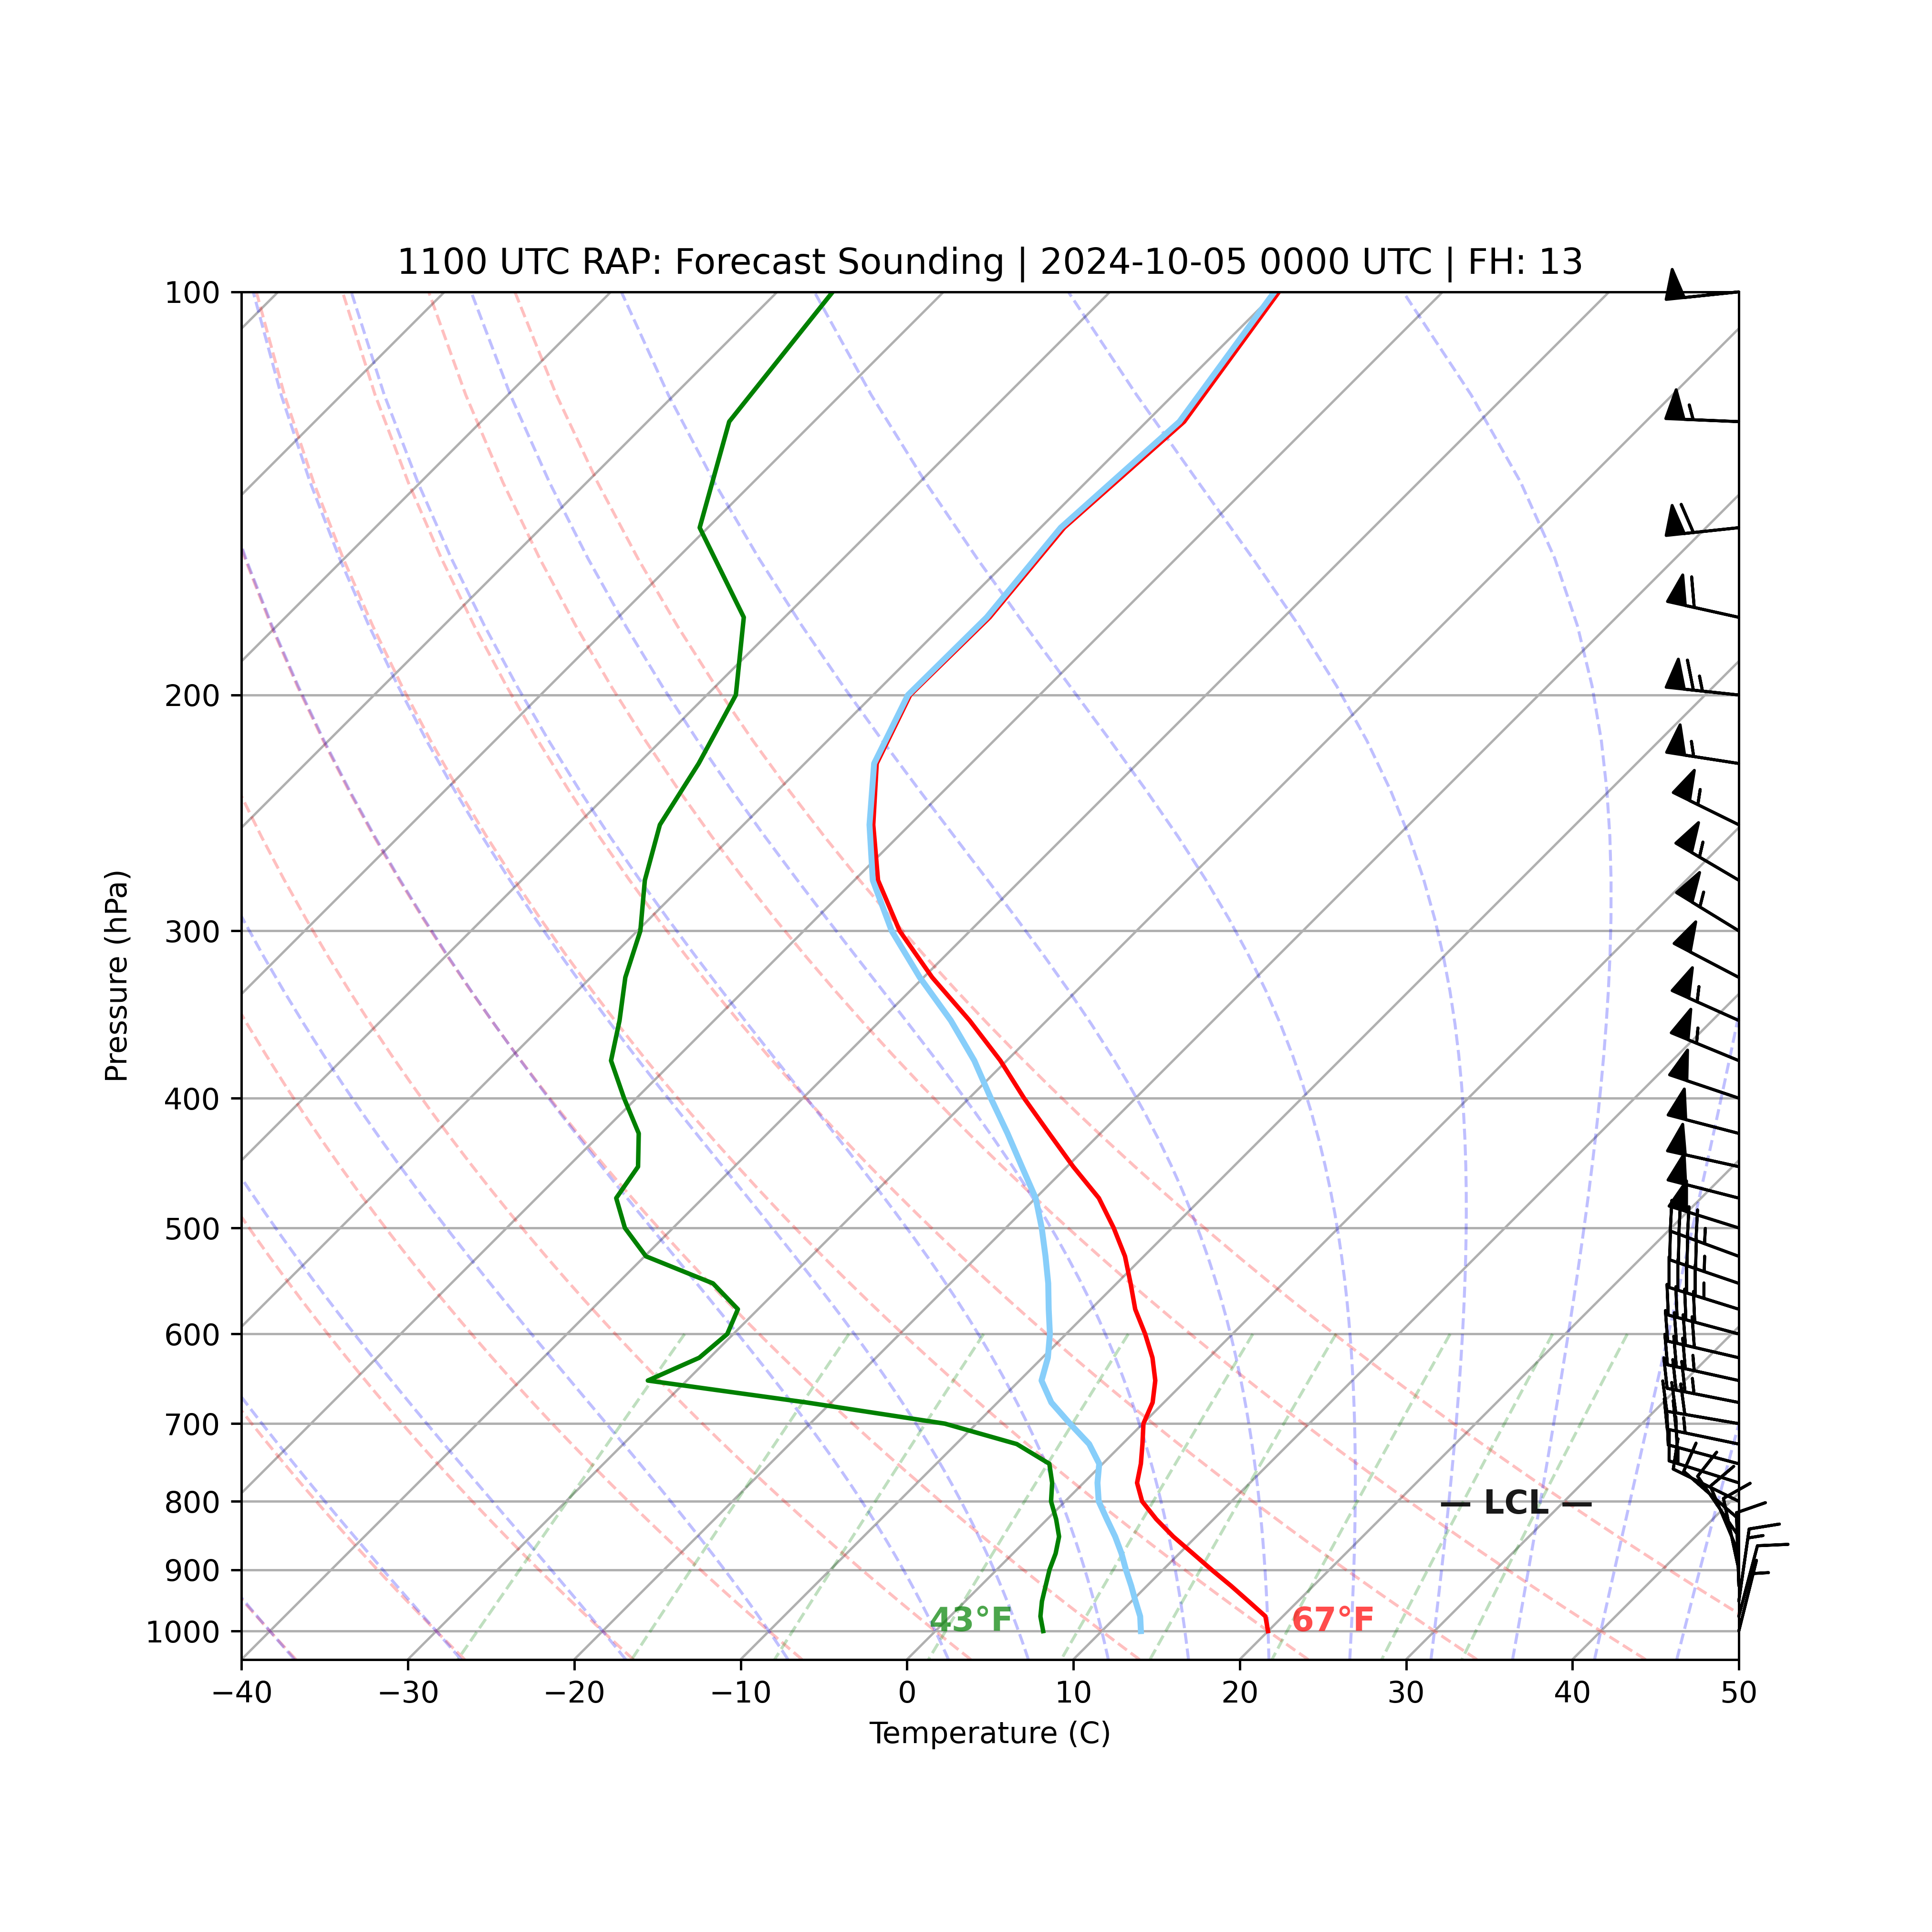 1100 UTC RAP: Forecast Sounding | 2024-10-05 0000 UTC | FH: 13
100
200
300
400
500
600
700
800
900
1000
Pressure (hPa)
— LCL —
43°F
67°F
−40 −30 −20 −10 0 10 20 30 40 50
Temperature (C)